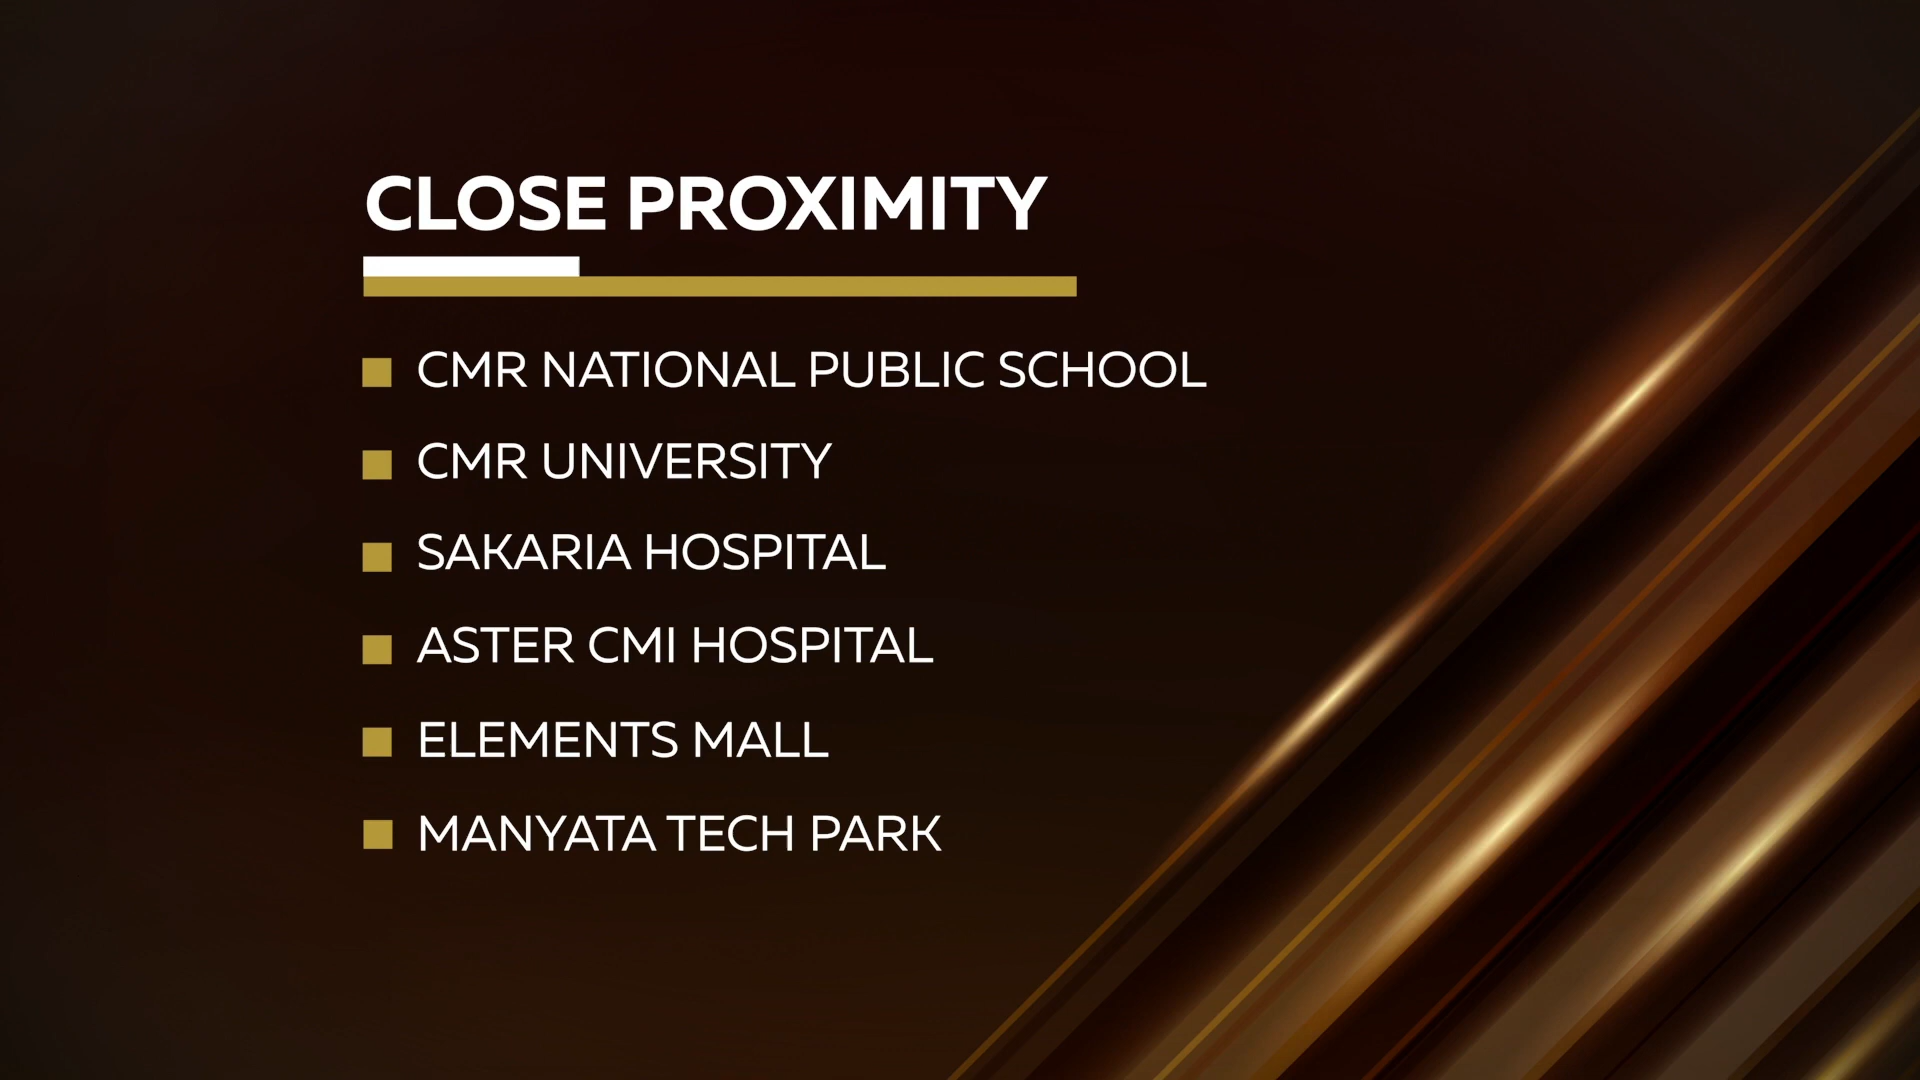 CLOSE PROXIMITY
CMR NATIONAL PUBLIC SCHOOL
CMR UNIVERSITY
SAKARIA HOSPITAL
ASTER CMI HOSPITAL
ELEMENTS MALL
MANYATA TECH PARK